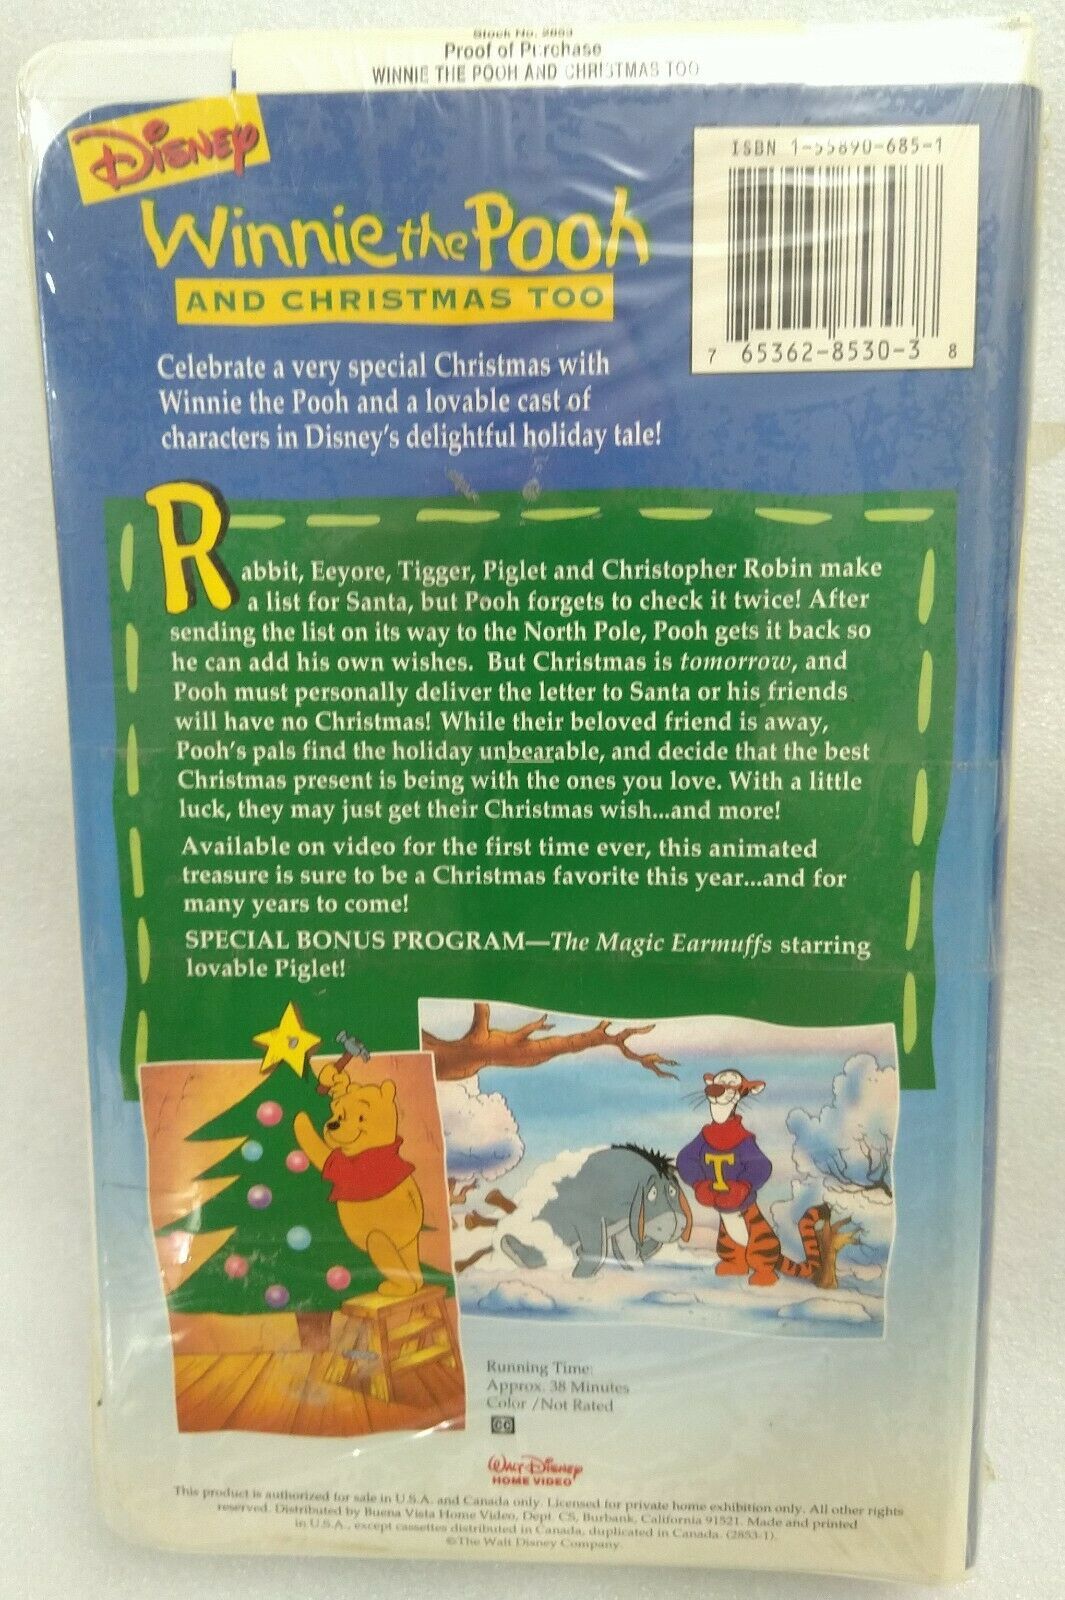 Stock No. 2853
Proof of Purchase
WINNIE THE POOH AND CHRISTMAS TOO
DISNEY
Winnie the Pooh
AND CHRISTMAS TOO
ISBN 1-55890-685-1
7 65362-8530-3 8
Celebrate a very special Christmas with
Winnie the Pooh and a lovable cast of
characters in Disney's delightful holiday tale!
Rabbit, Eeyore, Tigger, Piglet and Christopher Robin make
a list for Santa, but Pooh forgets to check it twice! After
sending the list on its way to the North Pole, Pooh gets it back so
he can add his own wishes. But Christmas is tomorrow, and
Pooh must personally deliver the letter to Santa or his friends
will have no Christmas! While their beloved friend is away,
Pooh's pals find the holiday unbearable, and decide that the best
Christmas present is being with the ones you love. With a little
luck, they may just get their Christmas wish...and more!
Available on video for the first time ever, this animated
treasure is sure to be a Christmas favorite this year...and for
many years to come!
SPECIAL BONUS PROGRAM—The Magic Earmuffs starring
lovable Piglet!
T
Running Time:
Approx. 38 Minutes
Color /Not Rated
CC
WALT DISNEY
HOME VIDEO
This product is authorized for sale in U.S.A. and Canada only. Licensed for private home exhibition only. All other rights
reserved. Distributed by Buena Vista Home Video, Dept. CS, Burbank, California 91521. Made and printed
in U.S.A., except cassettes distributed in Canada, duplicated in Canada. (2853-1).
©The Walt Disney Company.